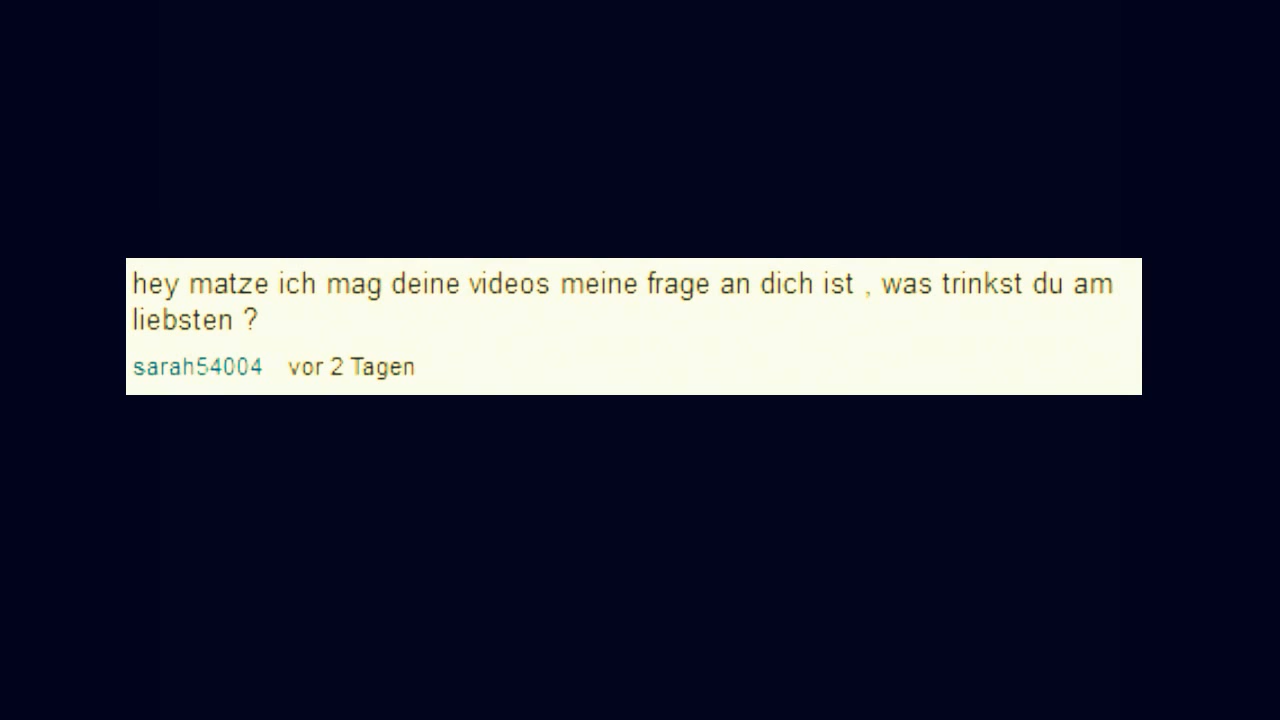 hey matze ich mag deine videos meine frage an dich ist , was trinkst du am
liebsten ?
sarah54004 vor 2 Tagen